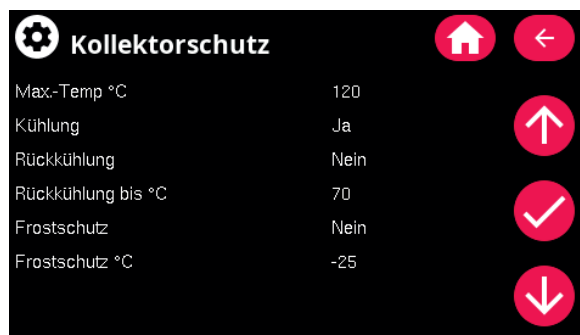 Kollektorschutz
Max.-Temp °C 120
Kühlung Ja
Rückkühlung Nein
Rückkühlung bis °C 70
Frostschutz Nein
Frostschutz °C -25